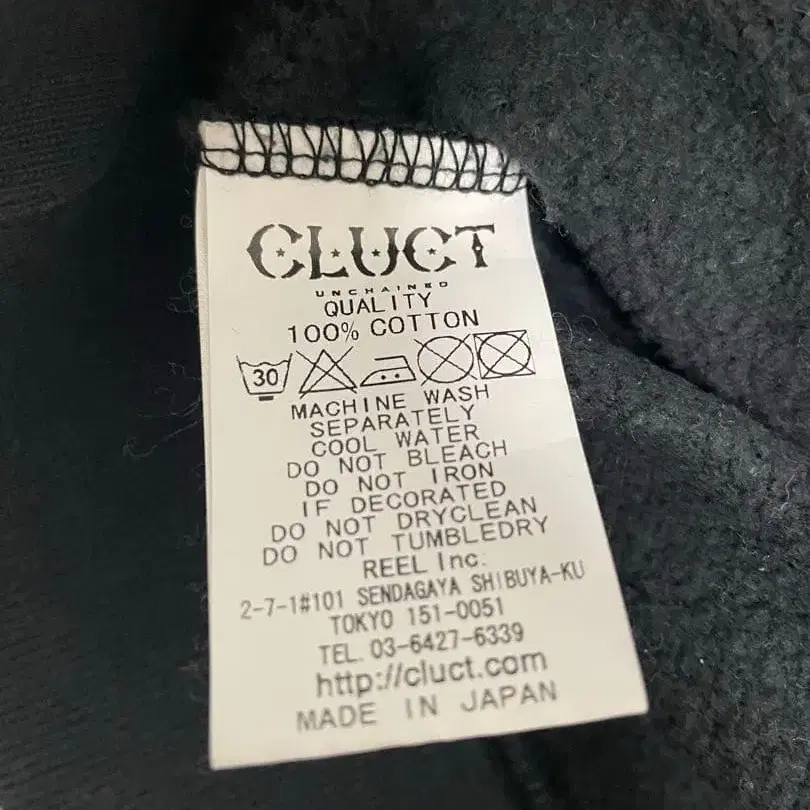 CLUCT
UNCHAINED
QUALITY
100% COTTON
30
MACHINE WASH
SEPARATELY
COOL WATER
DO NOT BLEACH
DO NOT IRON
IF DECORATED
DO NOT DRYCLEAN
DO NOT TUMBLEDRY
REEL Inc.
2-7-1#101 SENDAGAYA SHIBUYA-KU
TOKYO 151-0051
TEL. 03-6427-6339
http://cluct.com
MADE IN JAPAN